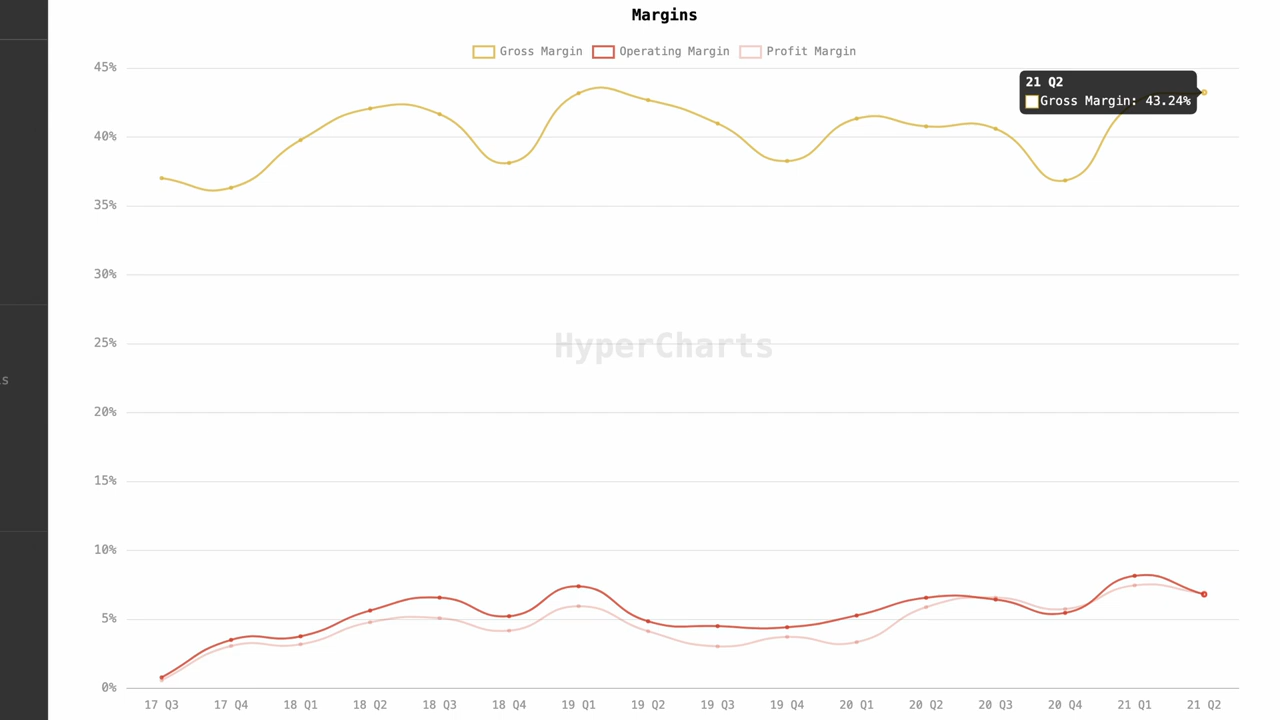 Margins
Gross Margin Operating Margin Profit Margin
45%
21 Q2
Gross Margin: 43.24%
40%
35%
30%
25%
HyperCharts
s
20%
15%
10%
5%
0%
17 Q3 17 Q4 18 Q1 18 Q2 18 Q3 18 Q4 19 Q1 19 Q2 19 Q3 19 Q4 20 Q1 20 Q2 20 Q3 20 Q4 21 Q1 21 Q2